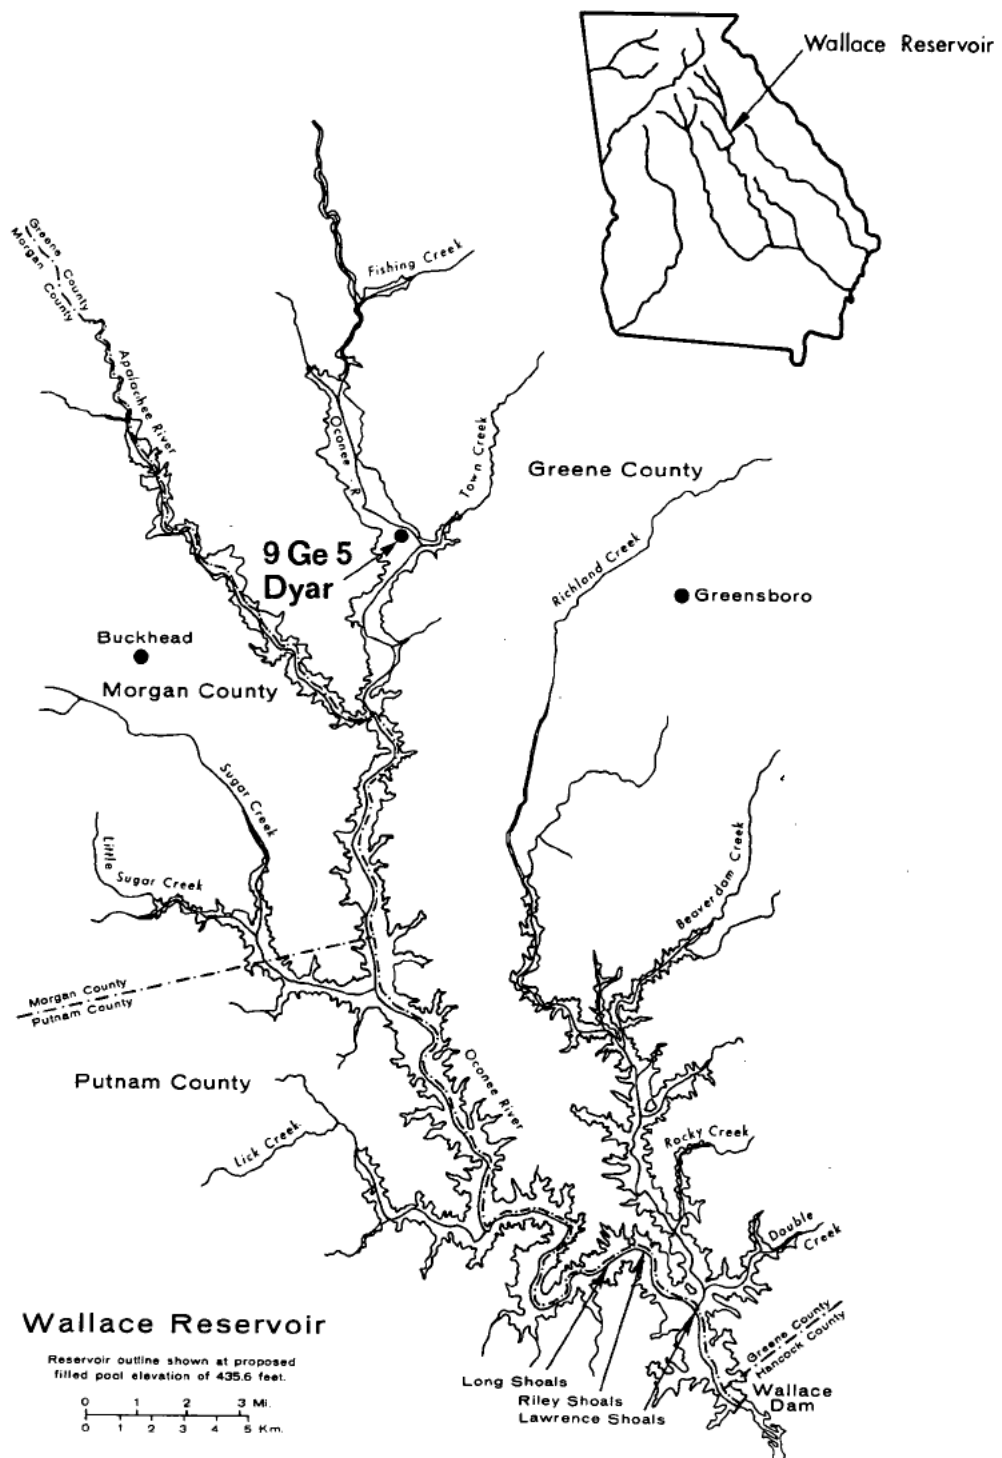 Wallace Reservoir
Greene County
Morgan County
Fishing Creek
Apalachee River
Oconee R.
Town Creek
Greene County
Richland Creek
9 Ge 5
Dyar
Greensboro
Buckhead
Morgan County
Sugar Creek
Little
Sugar Creek
Beaverdam Creek
Morgan County
Putnam County
Oconee River
Putnam County
Lick Creek
Rocky Creek
Double
Creek
Wallace Reservoir
Reservoir outline shown at proposed
filled pool elevation of 435.6 feet.
0 1 2 3 Mi.
0 1 2 3 4 5 Km.
Long Shoals
Riley Shoals
Lawrence Shoals
Greene County
Hancock County
Wallace
Dam